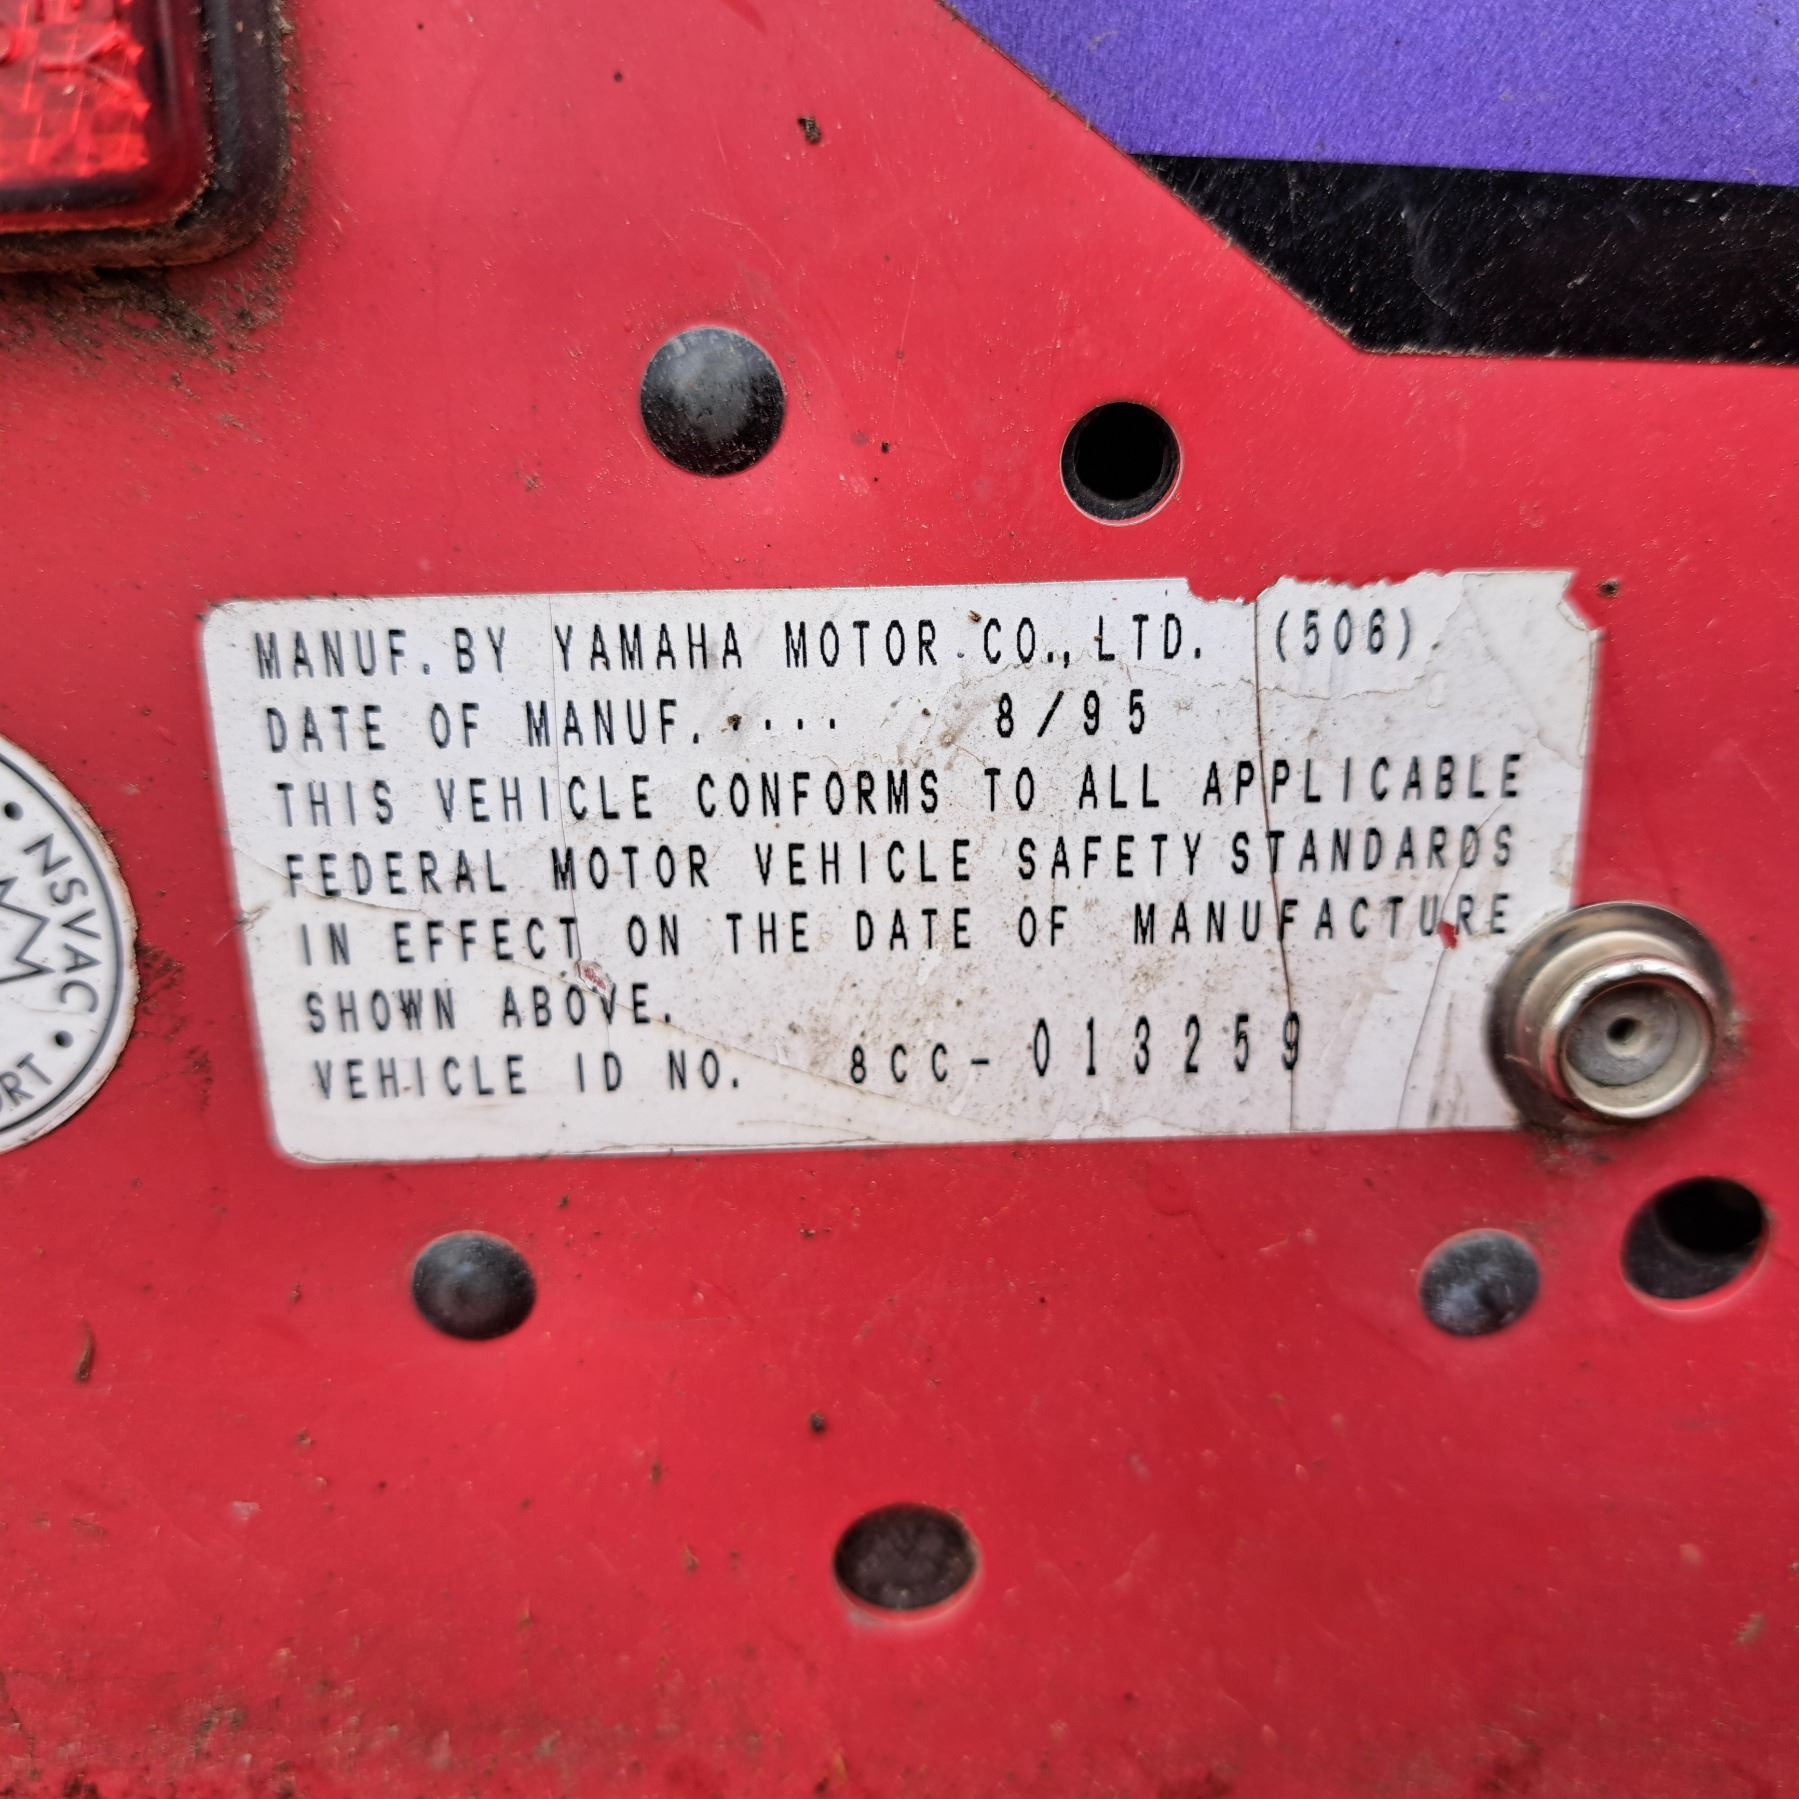 MANUF. BY YAMAHA MOTOR CO., LTD. (506)
DATE OF MANUF..... 8/95
THIS VEHICLE CONFORMS TO ALL APPLICABLE
FEDERAL MOTOR VEHICLE SAFETY STANDARDS
IN EFFECT ON THE DATE OF MANUFACTURE
SHOWN ABOVE.
VEHICLE ID NO. 8CC-013259
• NSVAC •